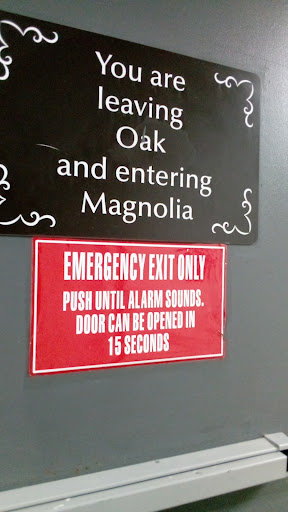 You are
leaving
Oak
and entering
Magnolia
EMERGENCY EXIT ONLY
PUSH UNTIL ALARM SOUNDS.
DOOR CAN BE OPENED IN
15 SECONDS